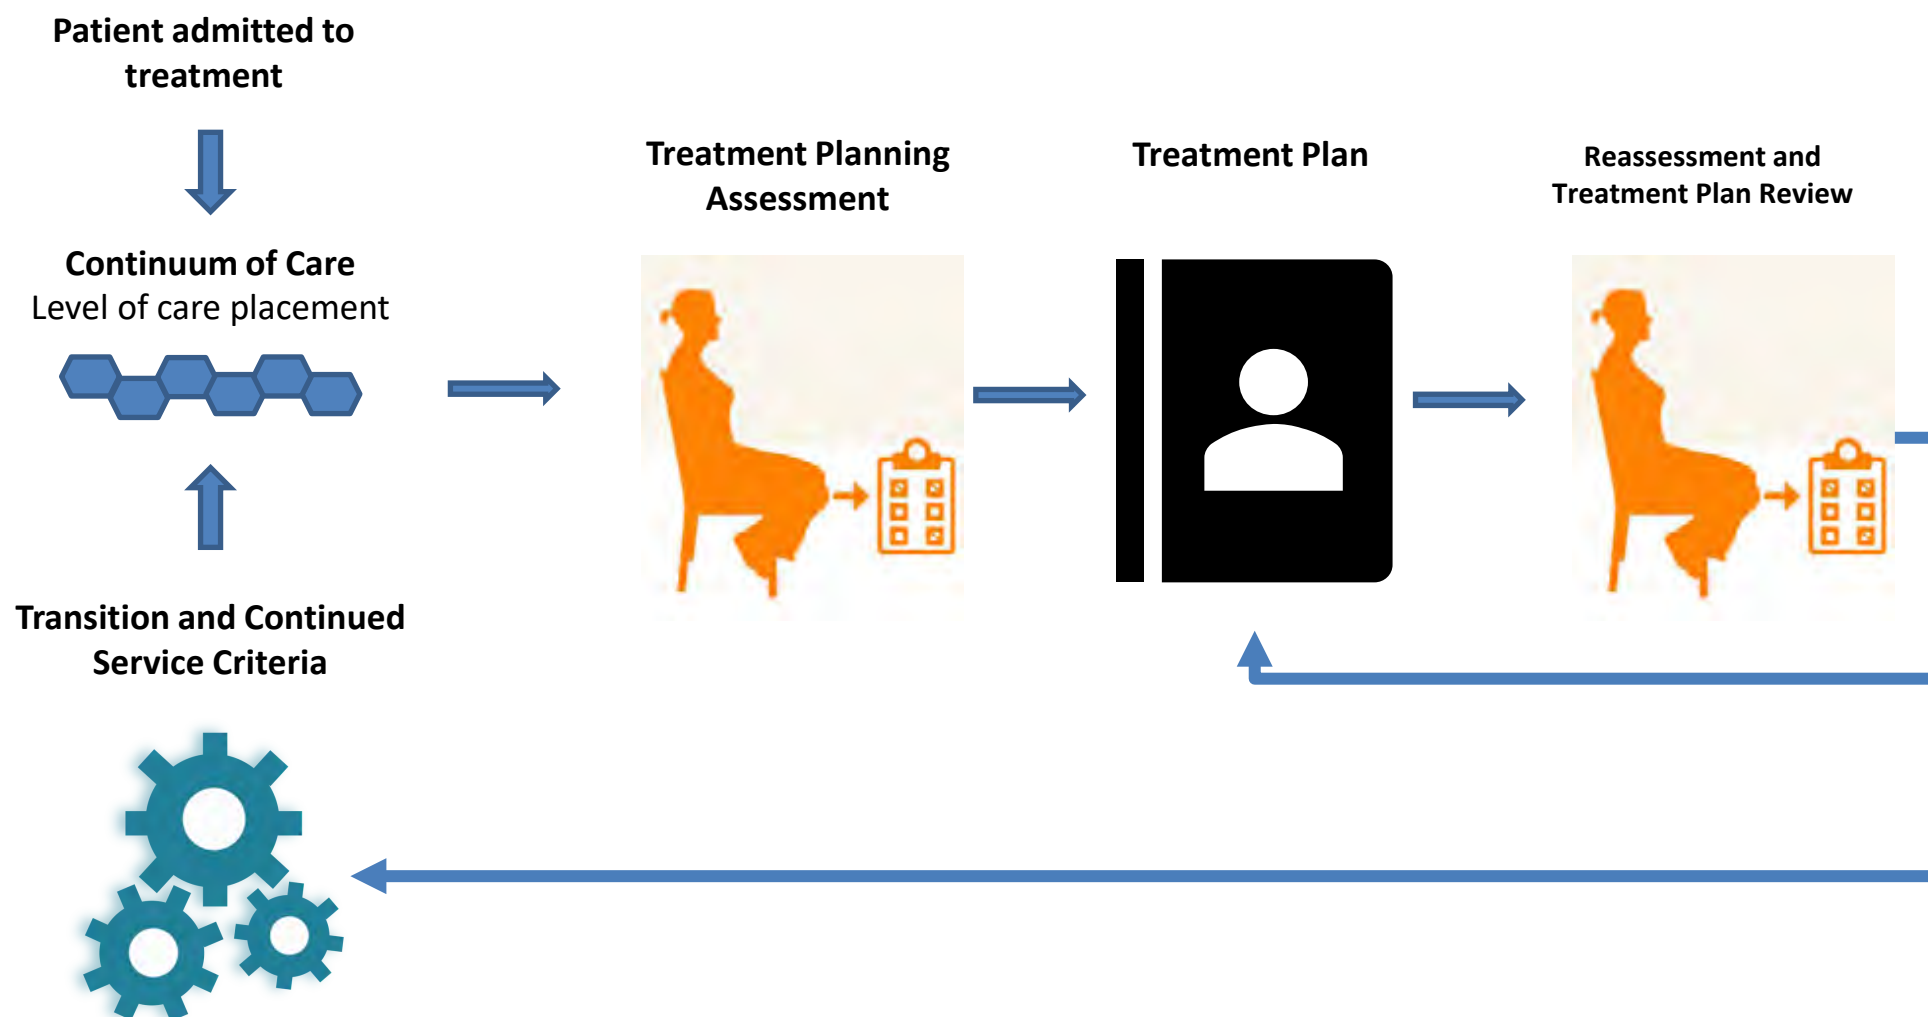 Patient admitted to
treatment
Continuum of Care
Level of care placement
Transition and Continued
Service Criteria
Treatment Planning
Assessment
Treatment Plan
Reassessment and
Treatment Plan Review